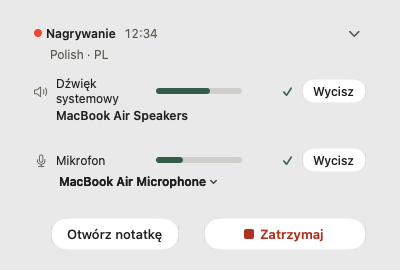 Nagrywanie 12:34
Polish · PL
Dźwięk
systemowy
Wycisz
MacBook Air Speakers
Mikrofon
Wycisz
MacBook Air Microphone
Otwórz notatkę
Zatrzymaj